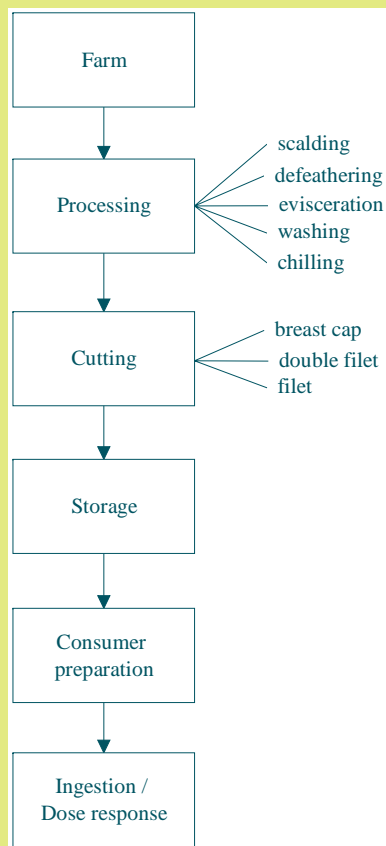 Farm
Processing
scalding
defeathering
evisceration
washing
chilling
Cutting
breast cap
double filet
filet
Storage
Consumer
preparation
Ingestion /
Dose response